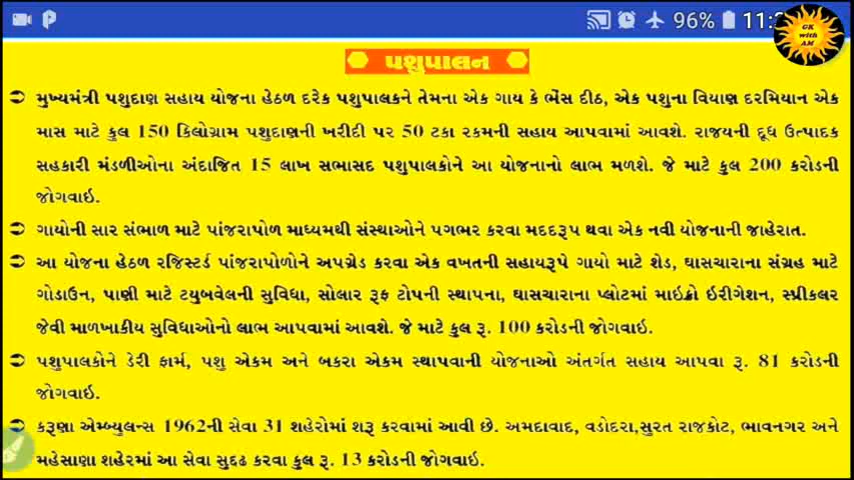 96% 11:
GK
with
AM
પશુપાલન
➲ મુખ્યમંત્રી પશુદાણ સહાય યોજના હેઠળ દરેક પશુપાલકને તેમના એક ગાય કે ભેંસ દીઠ, એક પશુના વિયાણ દરમિયાન એક
માસ માટે કુલ 150 કિલોગ્રામ પશુદાણની ખરીદી પર 50 ટકા રકમની સહાય આપવામાં આવશે. રાજયની દૂધ ઉત્પાદક
સહકારી મંડળીઓના અંદાજિત 15 લાખ સભાસદ પશુપાલકોને આ યોજનાનો લાભ મળશે. જે માટે કુલ 200 કરોડની
જોગવાઇ.
➲ ગાયોની સાર સંભાળ માટે પાંજરાપોળ માધ્યમથી સંસ્થાઓને પગભર કરવા મદદરૂપ થવા એક નવી યોજનાની જાહેરાત.
➲ આ યોજના હેઠળ રજિસ્ટર્ડ પાંજરાપોળોને અપગ્રેડ કરવા એક વખતની સહાયરૂપે ગાયો માટે શેડ, ઘાસચારાના સંગ્રહ માટે
ગોડાઉન, પાણી માટે ટયુબવેલની સુવિધા, સોલાર રૂફ ટોપની સ્થાપના, ઘાસચારાના પ્લોટમાં માઇક્રો ઇરીગેશન, સ્પ્રીકલર
જેવી માળખાકીય સુવિધાઓનો લાભ આપવામાં આવશે. જે માટે કુલ રૂ. 100 કરોડની જોગવાઇ.
➲ પશુપાલકોને ડેરી ફાર્મ, પશુ એકમ અને બકરા એકમ સ્થાપવાની યોજનાઓ અંતર્ગત સહાય આપવા રૂ. 81 કરોડની
જોગવાઇ.
➲ કરૂણા એમ્બ્યુલન્સ 1962ની સેવા 31 શહેરોમાં શરૂ કરવામાં આવી છે. અમદાવાદ, વડોદરા,સુરત રાજકોટ, ભાવનગર અને
મહેસાણા શહેરમાં આ સેવા સુદઢ કરવા કુલ રૂ. 13 કરોડની જોગવાઇ.